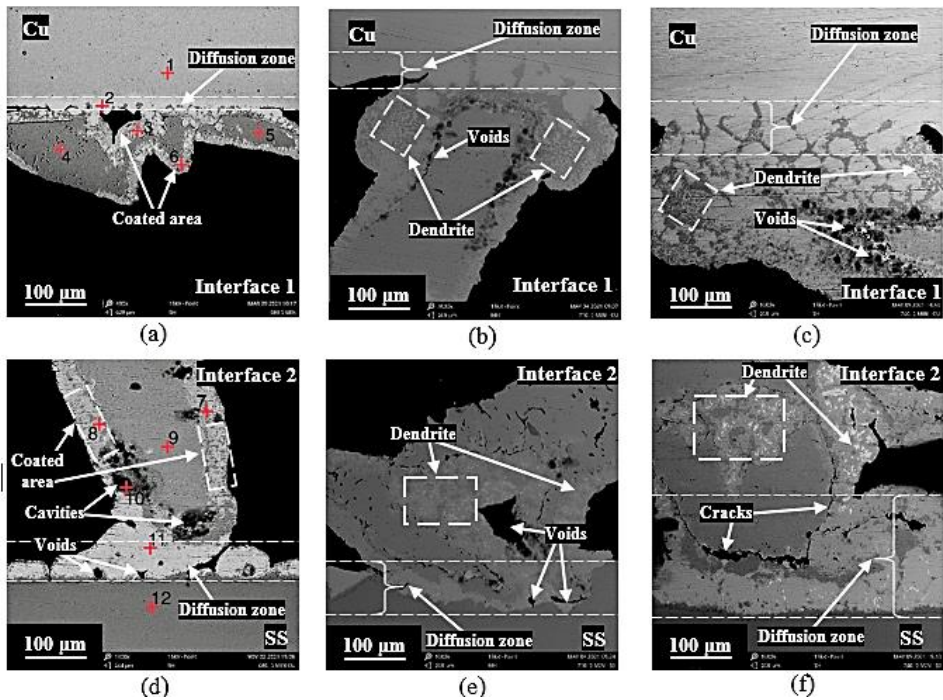 Cu
Diffusion zone
1
2
3
4
5
6
Coated area
100 µm
Interface 1
(a)
Cu
Diffusion zone
Voids
Dendrite
100 µm
Interface 1
(b)
Cu
Diffusion zone
Dendrite
Voids
100 µm
Interface 1
(c)
Interface 2
7
8
9
Coated
area
10
Cavities
Voids
11
12
Diffusion zone
100 µm
SS
(d)
Interface 2
Dendrite
Voids
Diffusion zone
100 µm
SS
(e)
Dendrite
Interface 2
Cracks
Diffusion zone
100 µm
SS
(f)